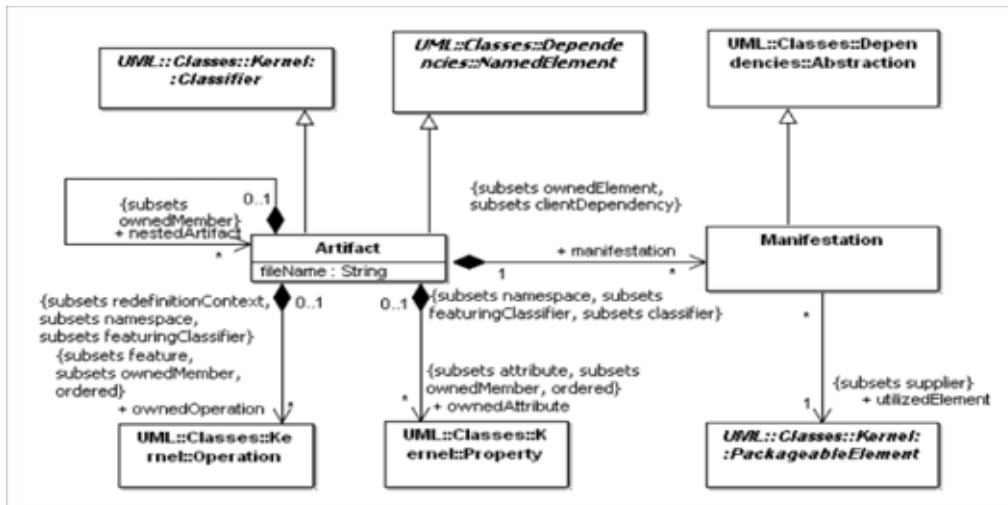 UML::Classes::Kernel:
:Classifier
UML::Classes::Depende
ncies::NamedElement
UML::Classes::Depen
dencies::Abstraction
{subsets
ownedMember}
+ nestedArtifact
0..1
*
{subsets ownedElement,
subsets clientDependency}
Artifact
fileName : String
+ manifestation
1
*
Manifestation
{subsets redefinitionContext,
subsets namespace,
subsets featuringClassifier}
0..1
{subsets feature,
subsets ownedMember,
ordered}
+ ownedOperation
*
0..1
{subsets namespace, subsets
featuringClassifier, subsets classifier}
{subsets attribute, subsets
ownedMember, ordered}
*
+ ownedAttribute
*
{subsets supplier}
1
+ utilizedElement
UML::Classes::Ke
rnel::Operation
UML::Classes::K
ernel::Property
UML::Classes::Kernel:
:PackageableElement